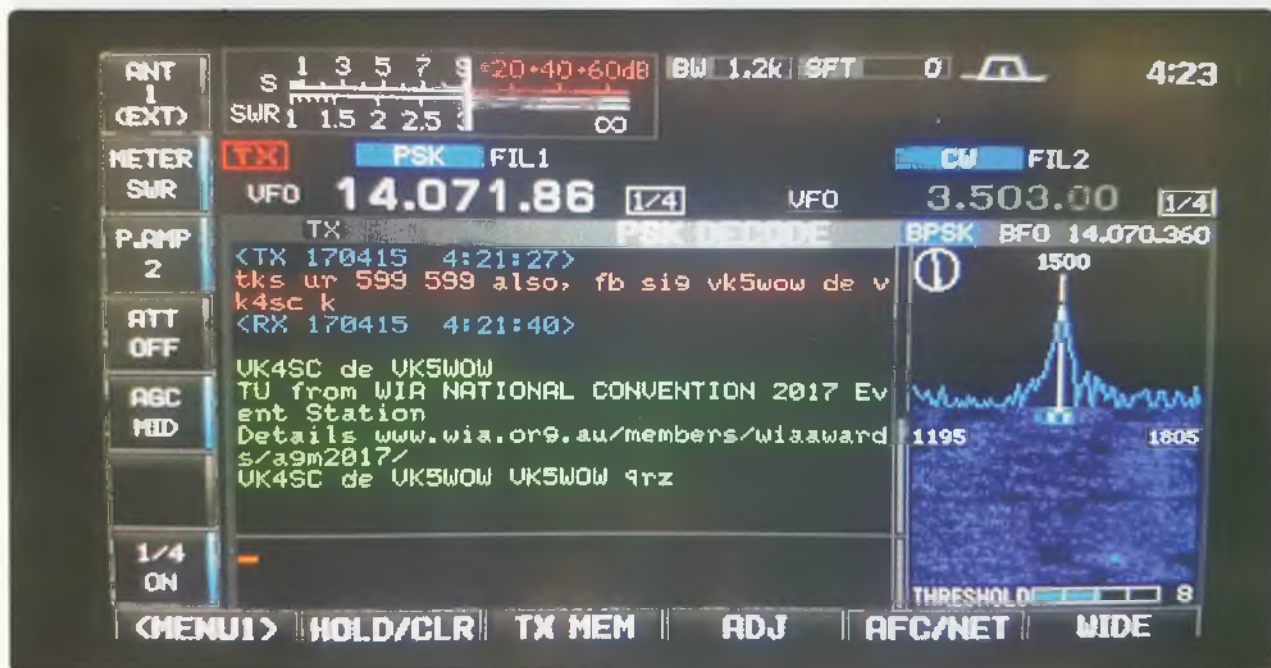 ANT
1
(EXT)
S 1 3 5 7 9 +20+40+60dB
SWR 1 1.5 2 2.5 3 ∞
BW 1.2k SFT 0
4:23
METER
SWR
TX PSK FIL1
CW FIL2
VFO 14.071.86 1/4
VFO 3.503.00 1/4
P.AMP
2
TX PSK DECODE
BPSK BFO 14.070.360
<TX 170415 4:21:27>
tks ur 599 599 also, fb sig vk5wow de v
k4sc k
<RX 170415 4:21:40>
VK4SC de VK5WOW
TU from WIA NATIONAL CONVENTION 2017 Ev
ent Station
Details www.wia.org.au/members/wiaaward
s/agm2017/
VK4SC de VK5WOW VK5WOW qrz
1500
1195 1805
THRESHOLD 8
ATT
OFF
AGC
MID
1/4
ON
<MENU1> HOLD/CLR TX MEM ADJ AFC/NET WIDE